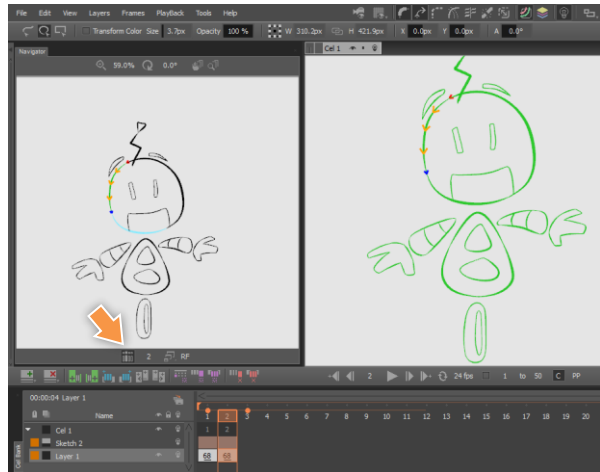 File Edit View Layers Frames PlayBack Tools Help
Transform Color Size 3.7px Opacity 100 % W 310.2px H 421.9px X 0.0px Y 0.0px A 0.0°
Navigator
Cel 1
59.0% 0.0°
2 RF
2 24 fps 1 to 50 C PP
00:00:04 Layer 1
Name 1 2 3 4 5 6 7 8 9 10 11 12 13 14 15 16 17 18 19 20
Cel 1 1 2
Sketch 2
Layer 1 68 68
Cel Bank